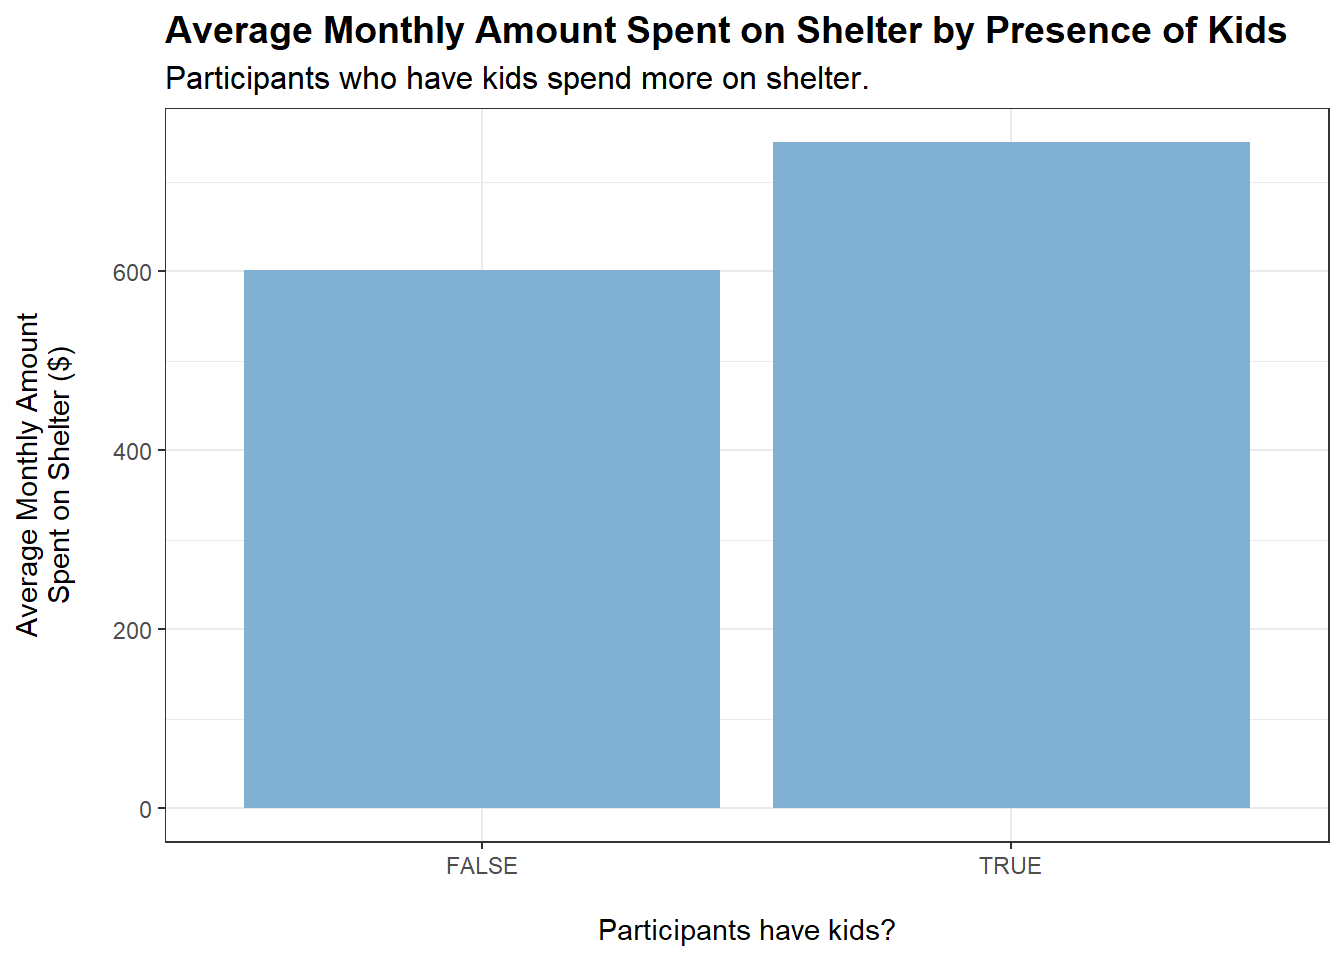 Average Monthly Amount Spent on Shelter by Presence of Kids
Participants who have kids spend more on shelter.
Average Monthly Amount
Spent on Shelter ($)
600
400
200
0
FALSE
TRUE
Participants have kids?